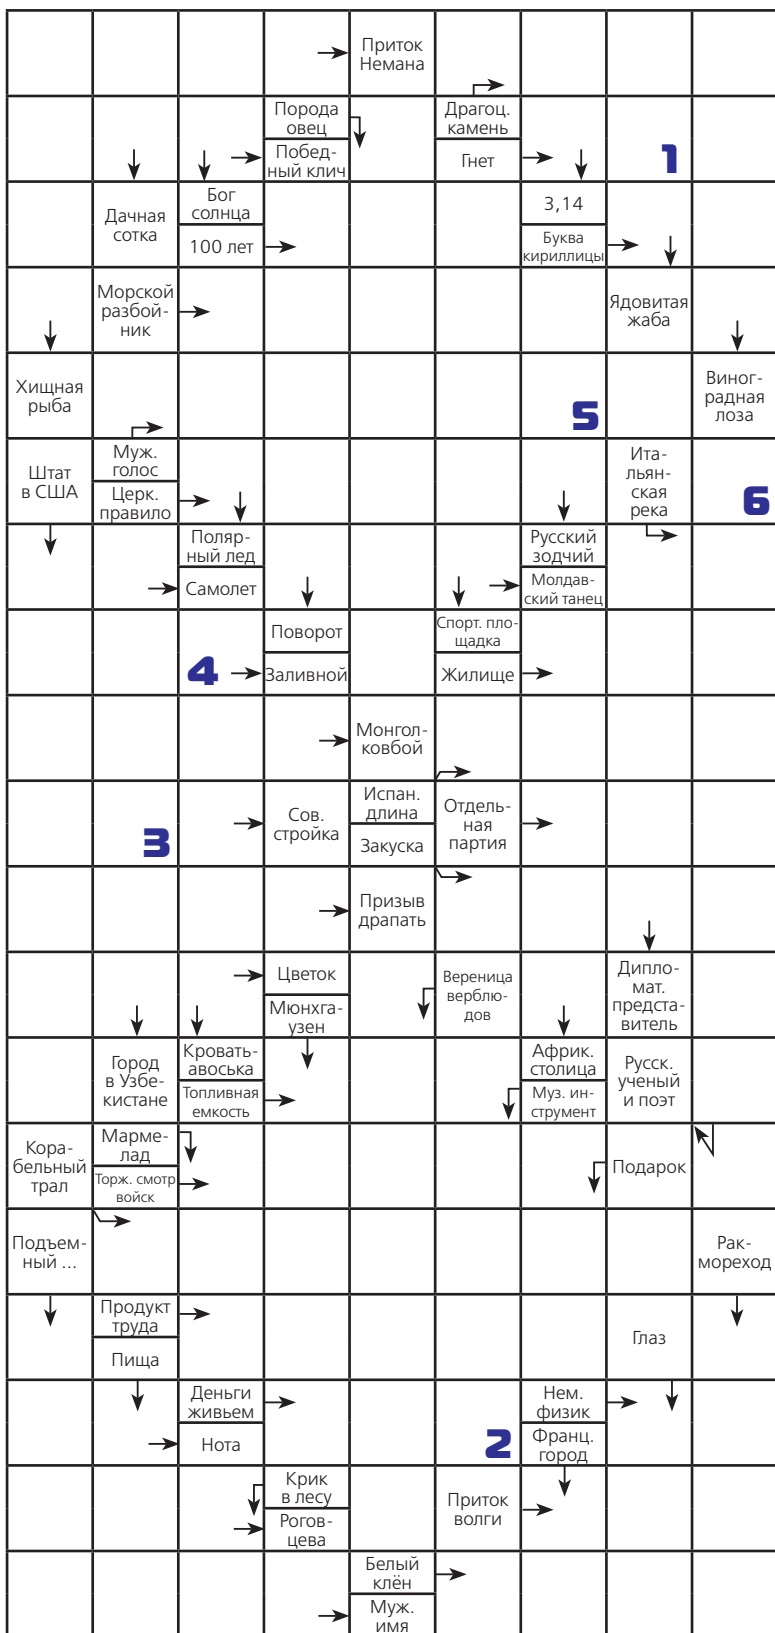 Приток
Немана
Порода
овец
Побед-
ный клич
Драгоц.
камень
Гнет
1
Дачная
сотка
Бог
солнца
100 лет
3,14
Буква
кириллицы
Морской
разбой-
ник
Ядовитая
жаба
Хищная
рыба
5
Виног-
радная
лоза
Штат
в США
Муж.
голос
Церк.
правило
Ита-
льян-
ская
река
6
Поляр-
ный лед
Самолет
Русский
зодчий
Молдав-
ский танец
4
Поворот
Заливной
Спорт. пло-
щадка
Жилище
Монгол-
ковбой
3
Сов.
стройка
Испан.
длина
Закуска
Отдель-
ная
партия
Призыв
драпать
Цветок
Мюнхга-
узен
Вереница
верблю-
дов
Дипло-
мат.
предста-
витель
Город
в Узбе-
кистане
Кровать-
авоська
Топливная
емкость
Африк.
столица
Муз. ин-
струмент
Русск.
ученый
и поэт
Кора-
бельный
трал
Марме-
лад
Торж. смотр
войск
Подарок
Подъем-
ный ...
Рак-
мореход
Продукт
труда
Пища
Глаз
Деньги
живьем
Нота
2
Нем.
физик
Франц.
город
Крик
в лесу
Рогов-
цева
Приток
волги
Белый
клён
Муж.
имя